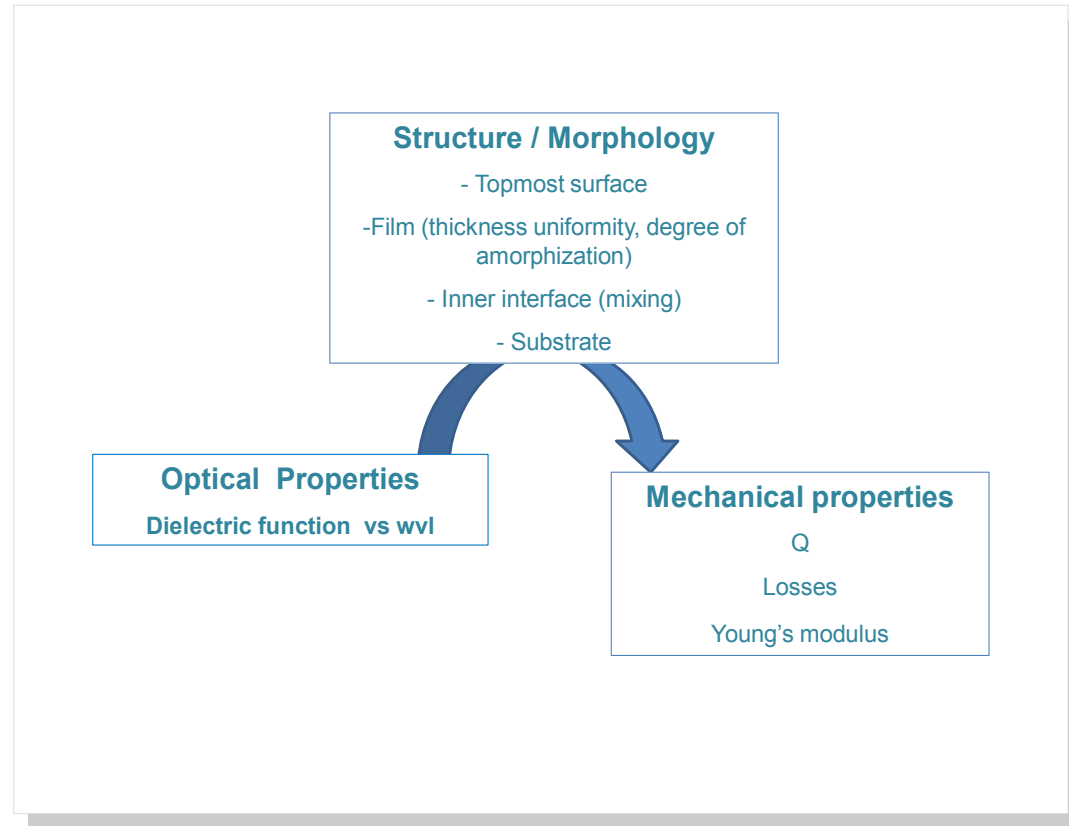 Structure / Morphology
- Topmost surface
-Film (thickness uniformity, degree of
amorphization)
- Inner interface (mixing)
- Substrate
Optical  Properties
Dielectric function  vs wvl
Mechanical properties
Q
Losses
Young’s modulus